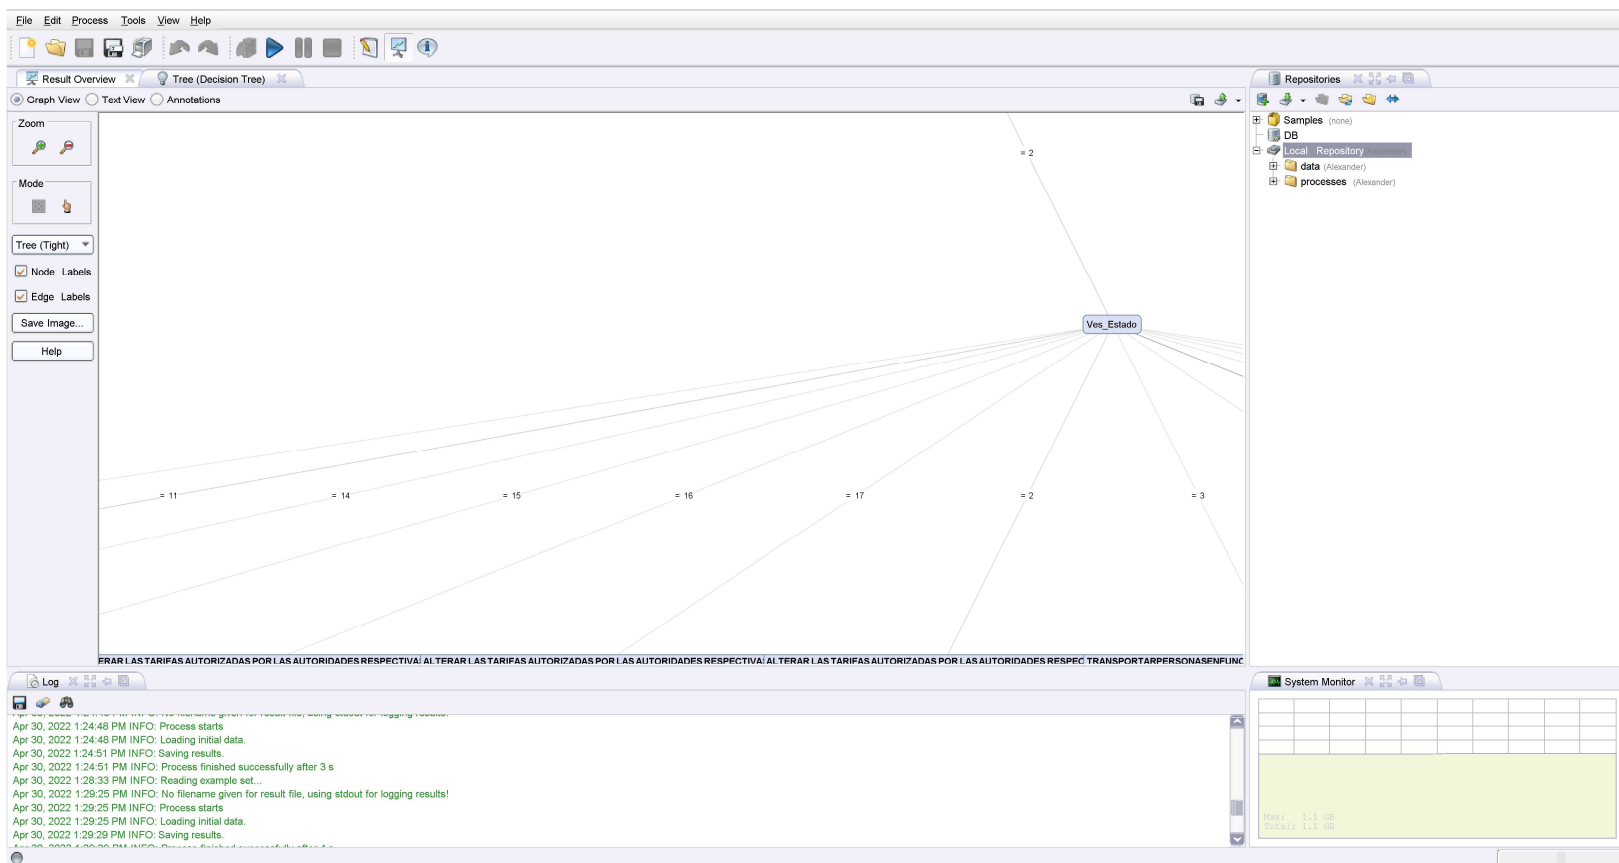 File Edit Process Tools View Help
Result Overview
Tree (Decision Tree)
Graph View Text View Annotations
Zoom
Mode
Tree (Tight)
Node Labels
Edge Labels
Save Image...
Help
= 2
Ves_Estado
= 11
= 14
= 15
= 16
= 17
= 2
= 3
ERAR LAS TARIFAS AUTORIZADAS POR LAS AUTORIDADES RESPECTIVA: ALTERAR LAS TARIFAS AUTORIZADAS POR LAS AUTORIDADES RESPECTIVA: ALTERAR LAS TARIFAS AUTORIZADAS POR LAS AUTORIDADES RESPEC TRANSPORTARPERSONASENFUNC
Repositories
Samples (none)
DB
Local Repository
data (Alexander)
processes (Alexander)
Log
Apr 30, 2022 1:24:48 PM INFO: Process starts
Apr 30, 2022 1:24:48 PM INFO: Loading initial data.
Apr 30, 2022 1:24:51 PM INFO: Saving results.
Apr 30, 2022 1:24:51 PM INFO: Process finished successfully after 3 s
Apr 30, 2022 1:28:33 PM INFO: Reading example set...
Apr 30, 2022 1:29:25 PM INFO: No filename given for result file, using stdout for logging results!
Apr 30, 2022 1:29:25 PM INFO: Process starts
Apr 30, 2022 1:29:25 PM INFO: Loading initial data.
Apr 30, 2022 1:29:29 PM INFO: Saving results.
System Monitor
Max: 1.1 GB
Total: 1.1 GB